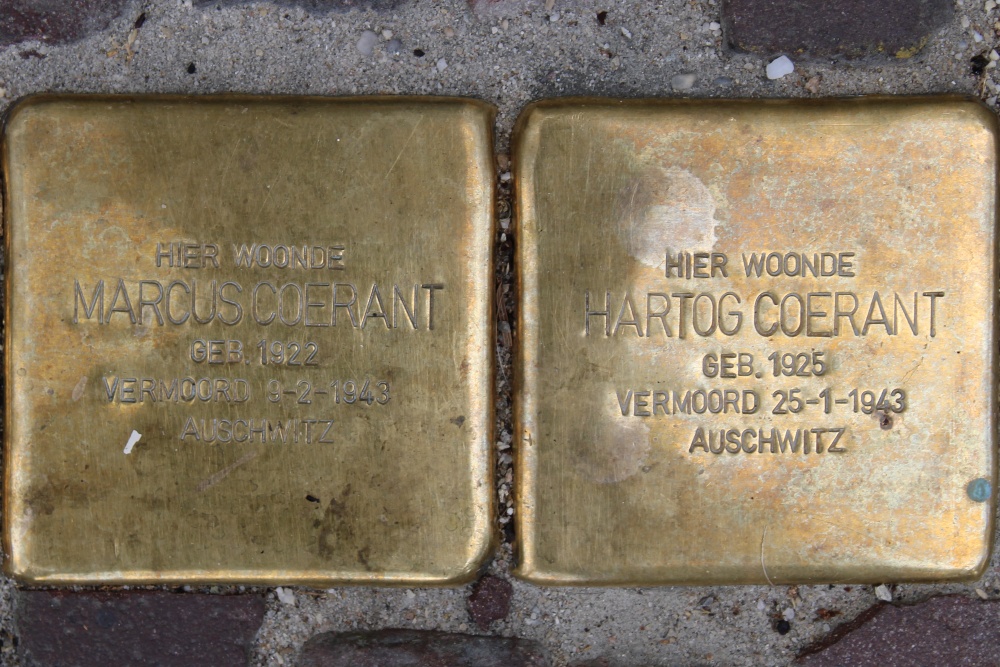 HIER WOONDE
MARCUS COERANT
GEB. 1922
VERMOORD 9-2-1943
AUSCHWITZ
HIER WOONDE
HARTOG COERANT
GEB. 1925
VERMOORD 25-1-1943
AUSCHWITZ